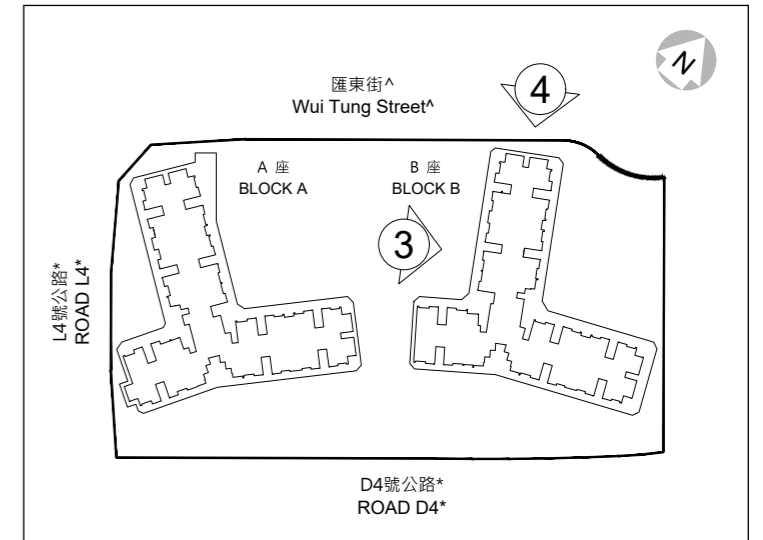 匯東街^
Wui Tung Street^
4
N
A 座
BLOCK A
B 座
BLOCK B
3
L4號公路*
ROAD L4*
D4號公路*
ROAD D4*